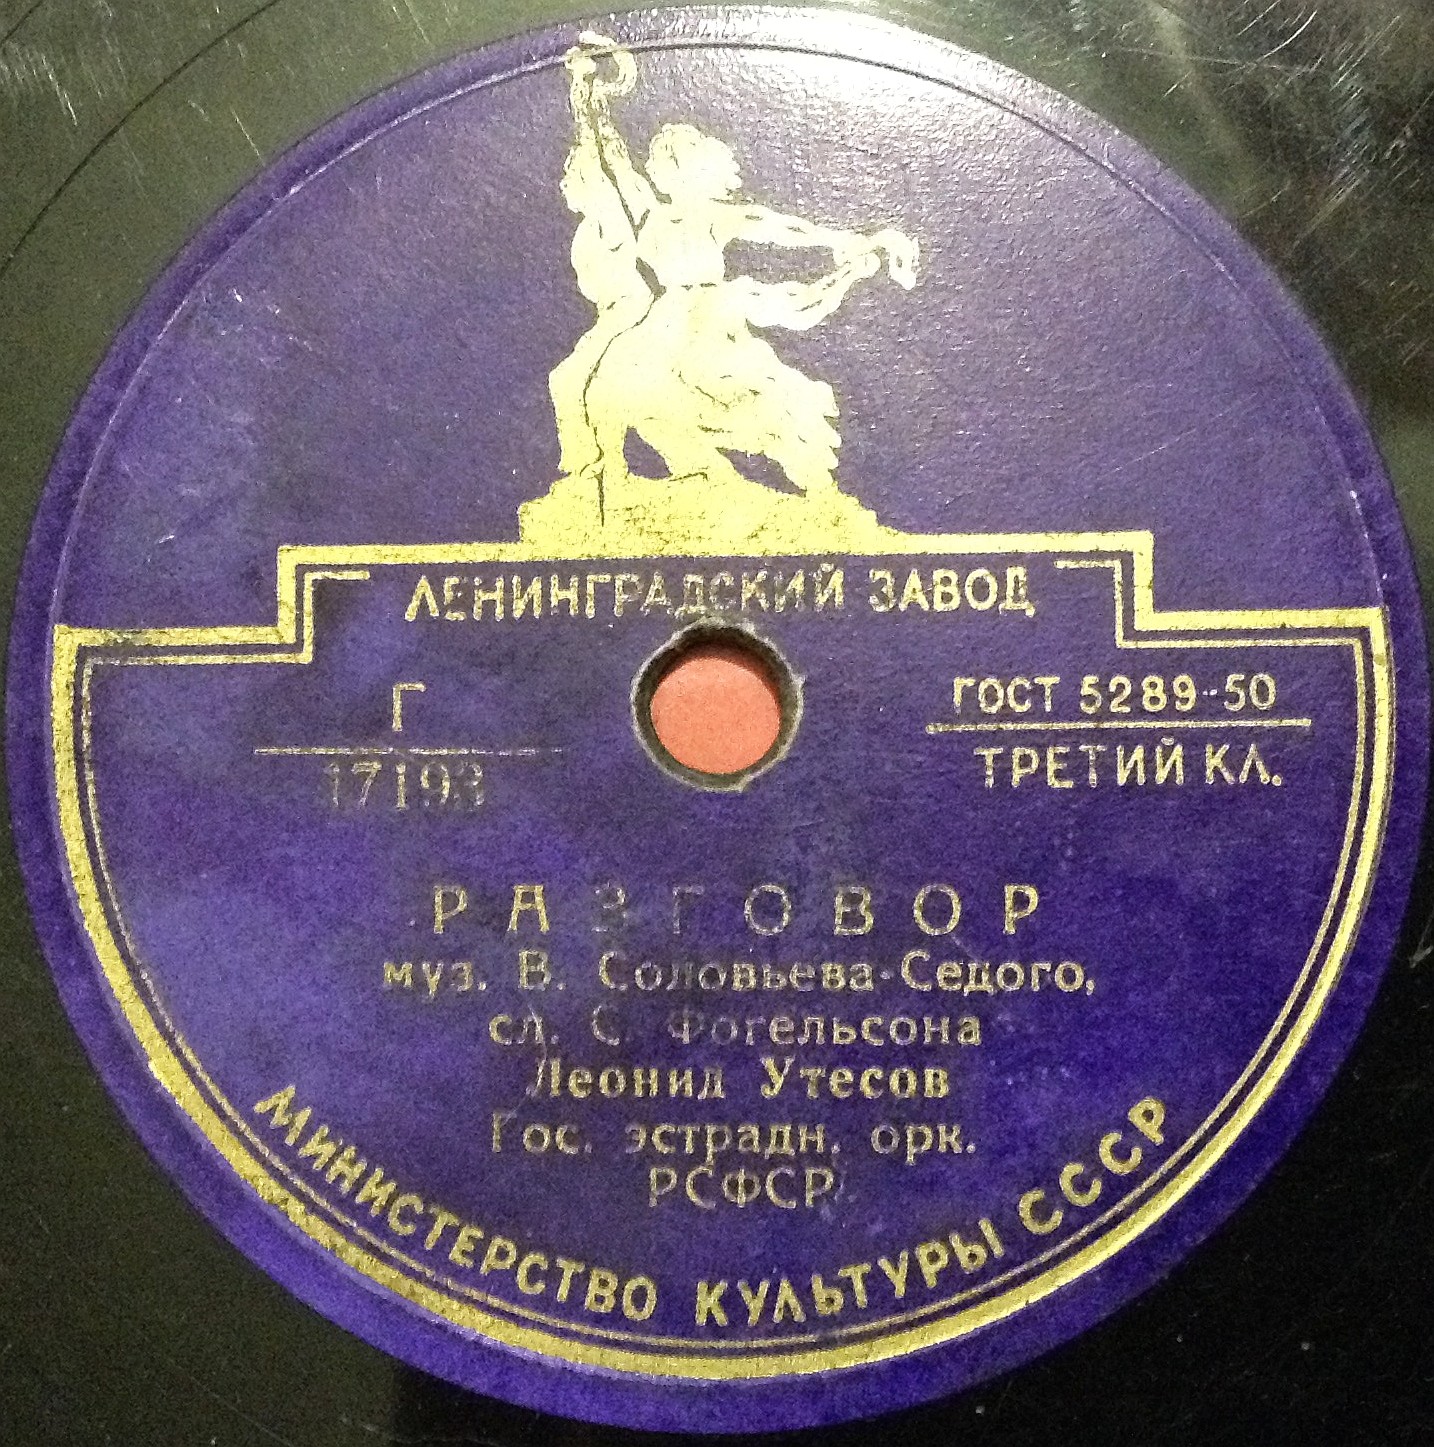 ЛЕНИНГРАДСКИЙ ЗАВОД
Г
17193
ГОСТ 5289-50
ТРЕТИЙ КЛ.
РАЗГОВОР
муз. В. Соловьева-Седого,
сл. С. Фогельсона
Леонид Утесов
Гос. эстрадн. орк.
РСФСР
МИНИСТЕРСТВО КУЛЬТУРЫ СССР